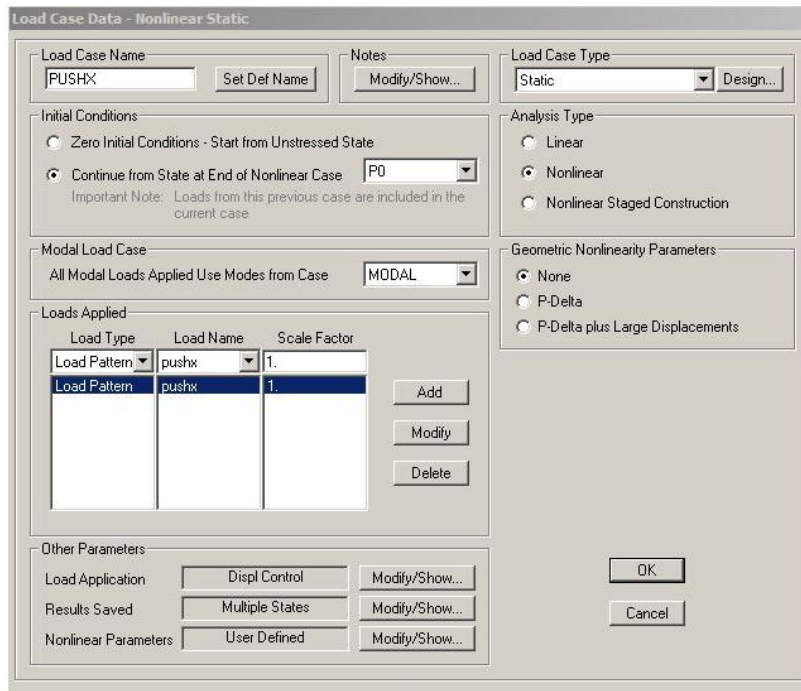 Load Case Data - Nonlinear Static
Load Case Name
PUSHX
Set Def Name
Notes
Modify/Show...
Load Case Type
Static
Design...
Initial Conditions
Zero Initial Conditions - Start from Unstressed State
Continue from State at End of Nonlinear Case
P0
Important Note: Loads from this previous case are included in the
current case
Analysis Type
Linear
Nonlinear
Nonlinear Staged Construction
Modal Load Case
All Modal Loads Applied Use Modes from Case
MODAL
Geometric Nonlinearity Parameters
None
P-Delta
P-Delta plus Large Displacements
Loads Applied
Load Type Load Name Scale Factor
Load Pattern pushx 1.
Load Pattern pushx 1.
Add
Modify
Delete
Other Parameters
Load Application Displ Control Modify/Show...
Results Saved Multiple States Modify/Show...
Nonlinear Parameters User Defined Modify/Show...
OK
Cancel